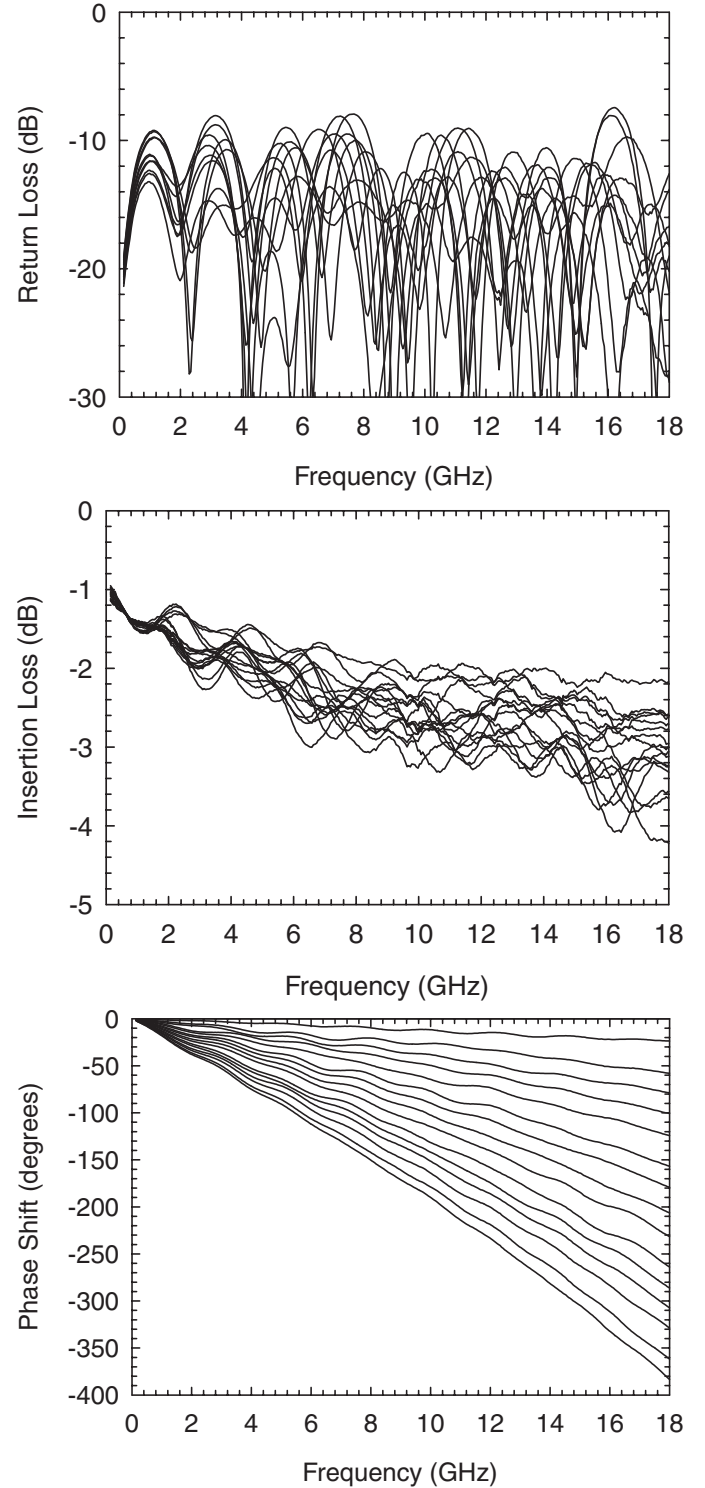 0
-10
-20
-30
Return Loss (dB)
0 2 4 6 8 10 12 14 16 18
Frequency (GHz)
0
-1
-2
-3
-4
-5
Insertion Loss (dB)
0 2 4 6 8 10 12 14 16 18
Frequency (GHz)
0
-50
-100
-150
-200
-250
-300
-350
-400
Phase Shift (degrees)
0 2 4 6 8 10 12 14 16 18
Frequency (GHz)